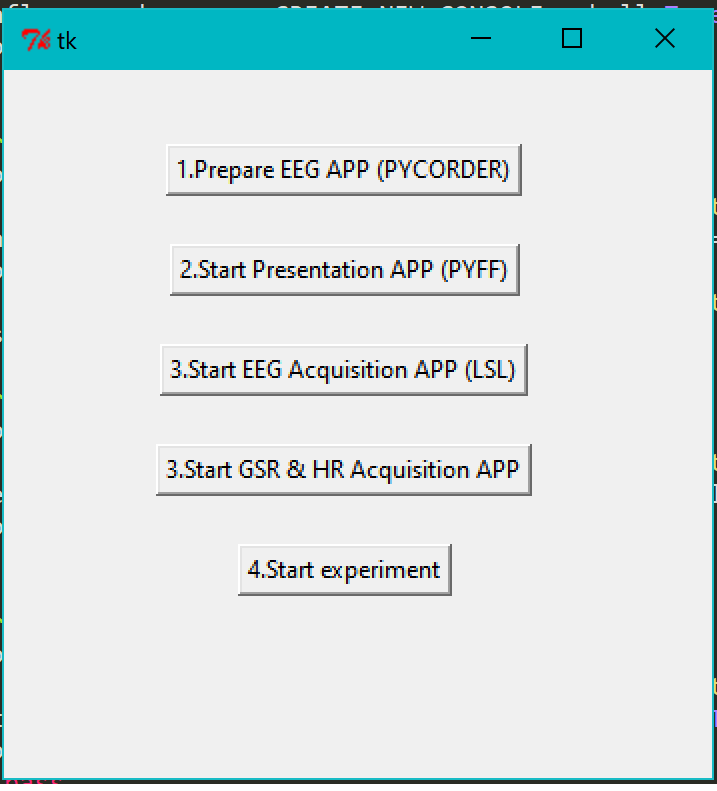 CREATE_NEW_CONSOLE
tk
1.Prepare EEG APP (PYCORDER)
2.Start Presentation APP (PYFF)
3.Start EEG Acquisition APP (LSL)
3.Start GSR & HR Acquisition APP
4.Start experiment